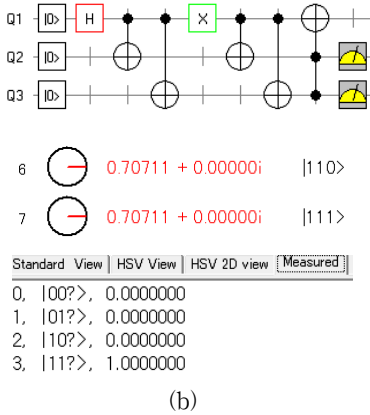 Q1 |0> H X
Q2 |0>
Q3 |0>
6 0.70711 + 0.00000i |110>
7 0.70711 + 0.00000i |111>
Standard View HSV View HSV 2D view Measured
0, |00?>, 0.0000000
1, |01?>, 0.0000000
2, |10?>, 0.0000000
3, |11?>, 1.0000000
(b)